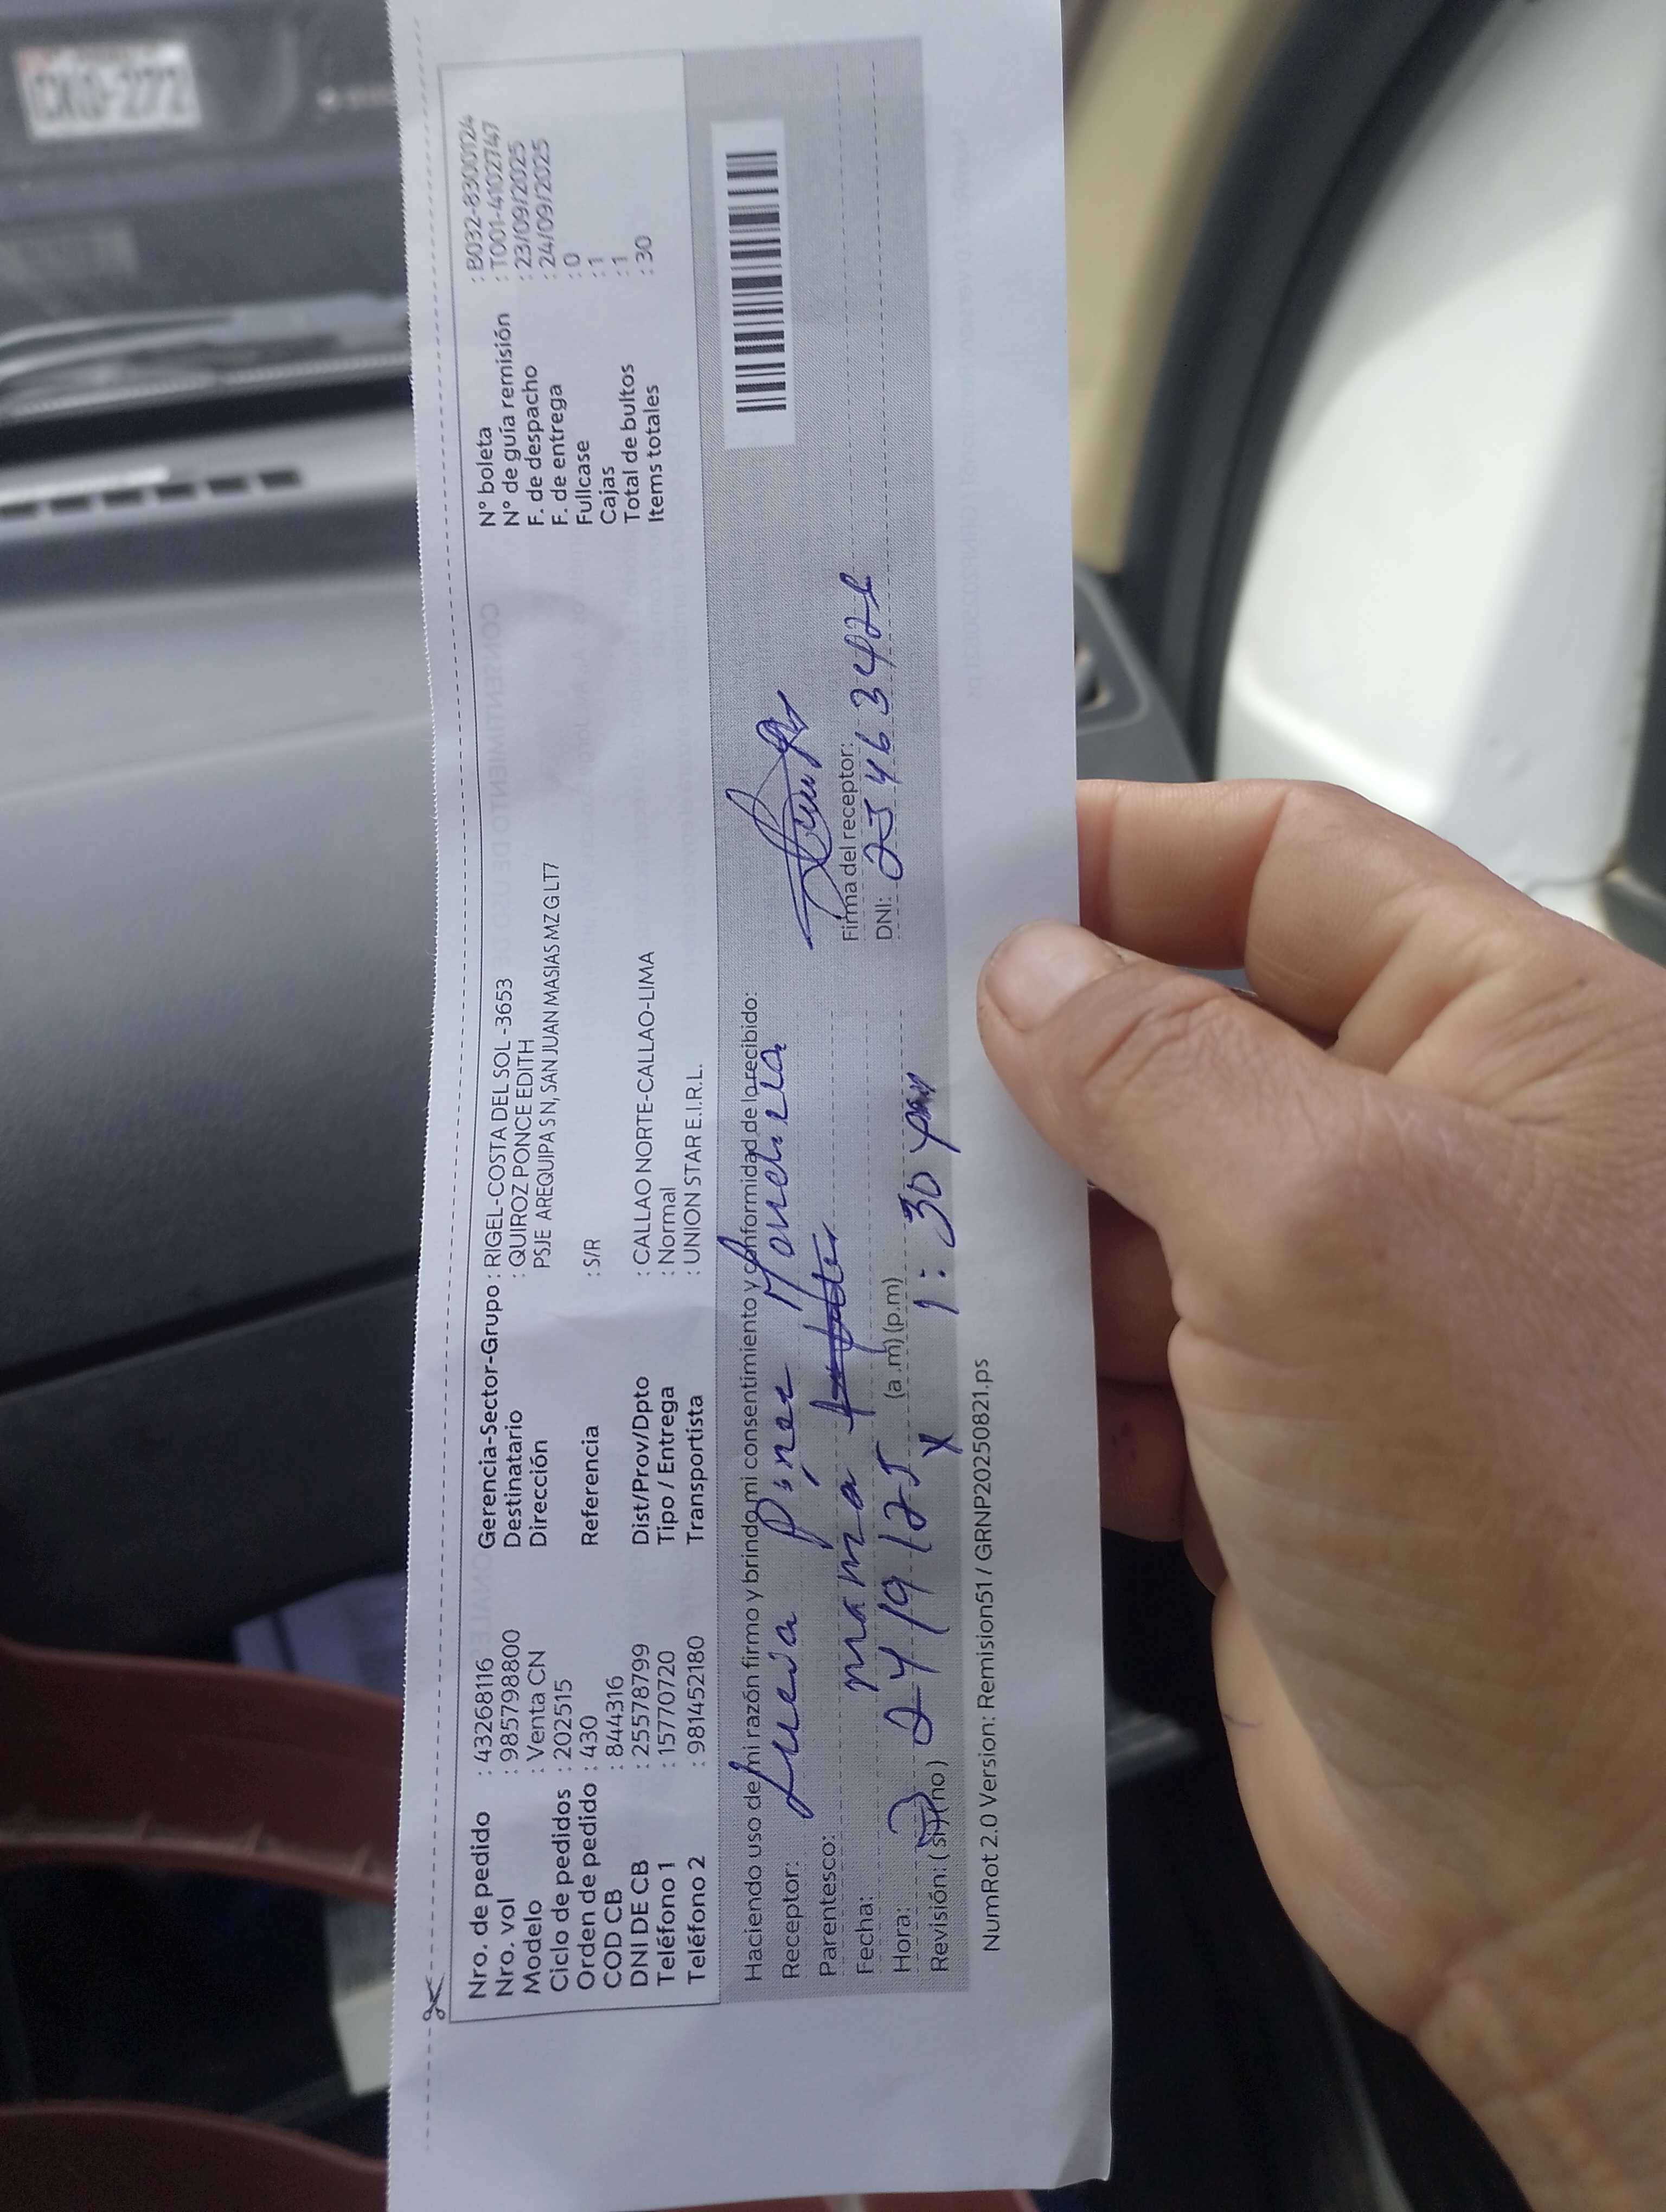 Nro. de pedido : 43268116 Gerencia-Sector-Grupo : RIGEL-COSTA DEL SOL -3653 N° boleta : B032-8300124
Nro. vol : 985798800 Destinatario : QUIROZ PONCE EDITH N° de guía remisión : T001-41027447
Modelo : Venta CN Dirección PSJE AREQUIPA S N, SAN JUAN MASIAS MZ G LT7 F. de despacho : 23/09/2025
Ciclo de pedidos : 202515 F. de entrega : 24/09/2025
Orden de pedido : 430 Referencia : S/R Fullcase : 0
COD CB : 844316 Cajas : 1
DNI DE CB : 25578799 Dist/Prov/Dpto : CALLAO NORTE-CALLAO-LIMA Total de bultos : 1
Teléfono 1 : 15770720 Tipo / Entrega : Normal Items totales : 30
Teléfono 2 : 981452180 Transportista : UNION STAR E.I.R.L.
Haciendo uso de mi razón firmo y brindo mi consentimiento y conformidad de lo recibido:
Receptor:
Parentesco: mama Firma del receptor:
Fecha: 24/9/25 DNI:
Hora: (a .m) (p.m) 1:30 pm
Revisión: ( si ) ( no ) x
NumRot 2.0 Version: Remision51 / GRNP20250821.ps